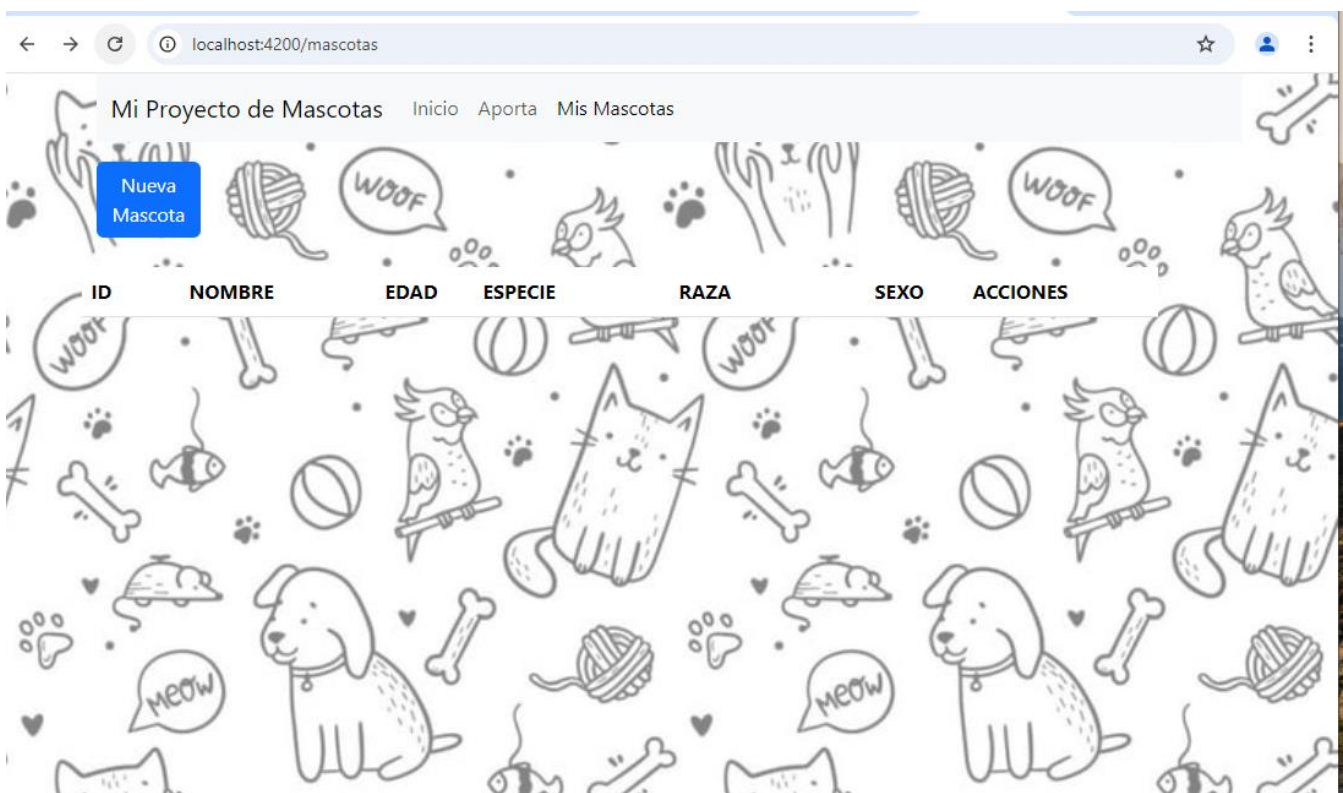 localhost:4200/mascotas
Mi Proyecto de Mascotas Inicio Aporta Mis Mascotas
Nueva
Mascota
WOOF
WOOF
ID NOMBRE EDAD ESPECIE RAZA SEXO ACCIONES
WOOF
WOOF
MEOW
MEOW